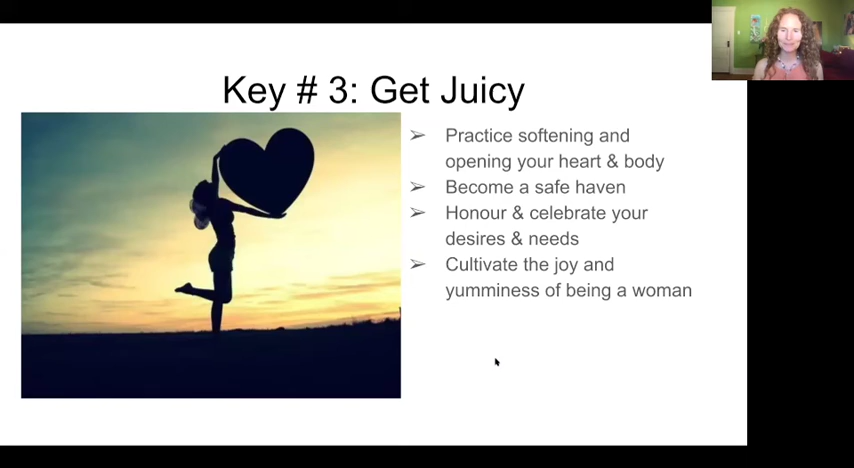 Key # 3: Get Juicy
➢ Practice softening and
opening your heart & body
➢ Become a safe haven
➢ Honour & celebrate your
desires & needs
➢ Cultivate the joy and
yumminess of being a woman